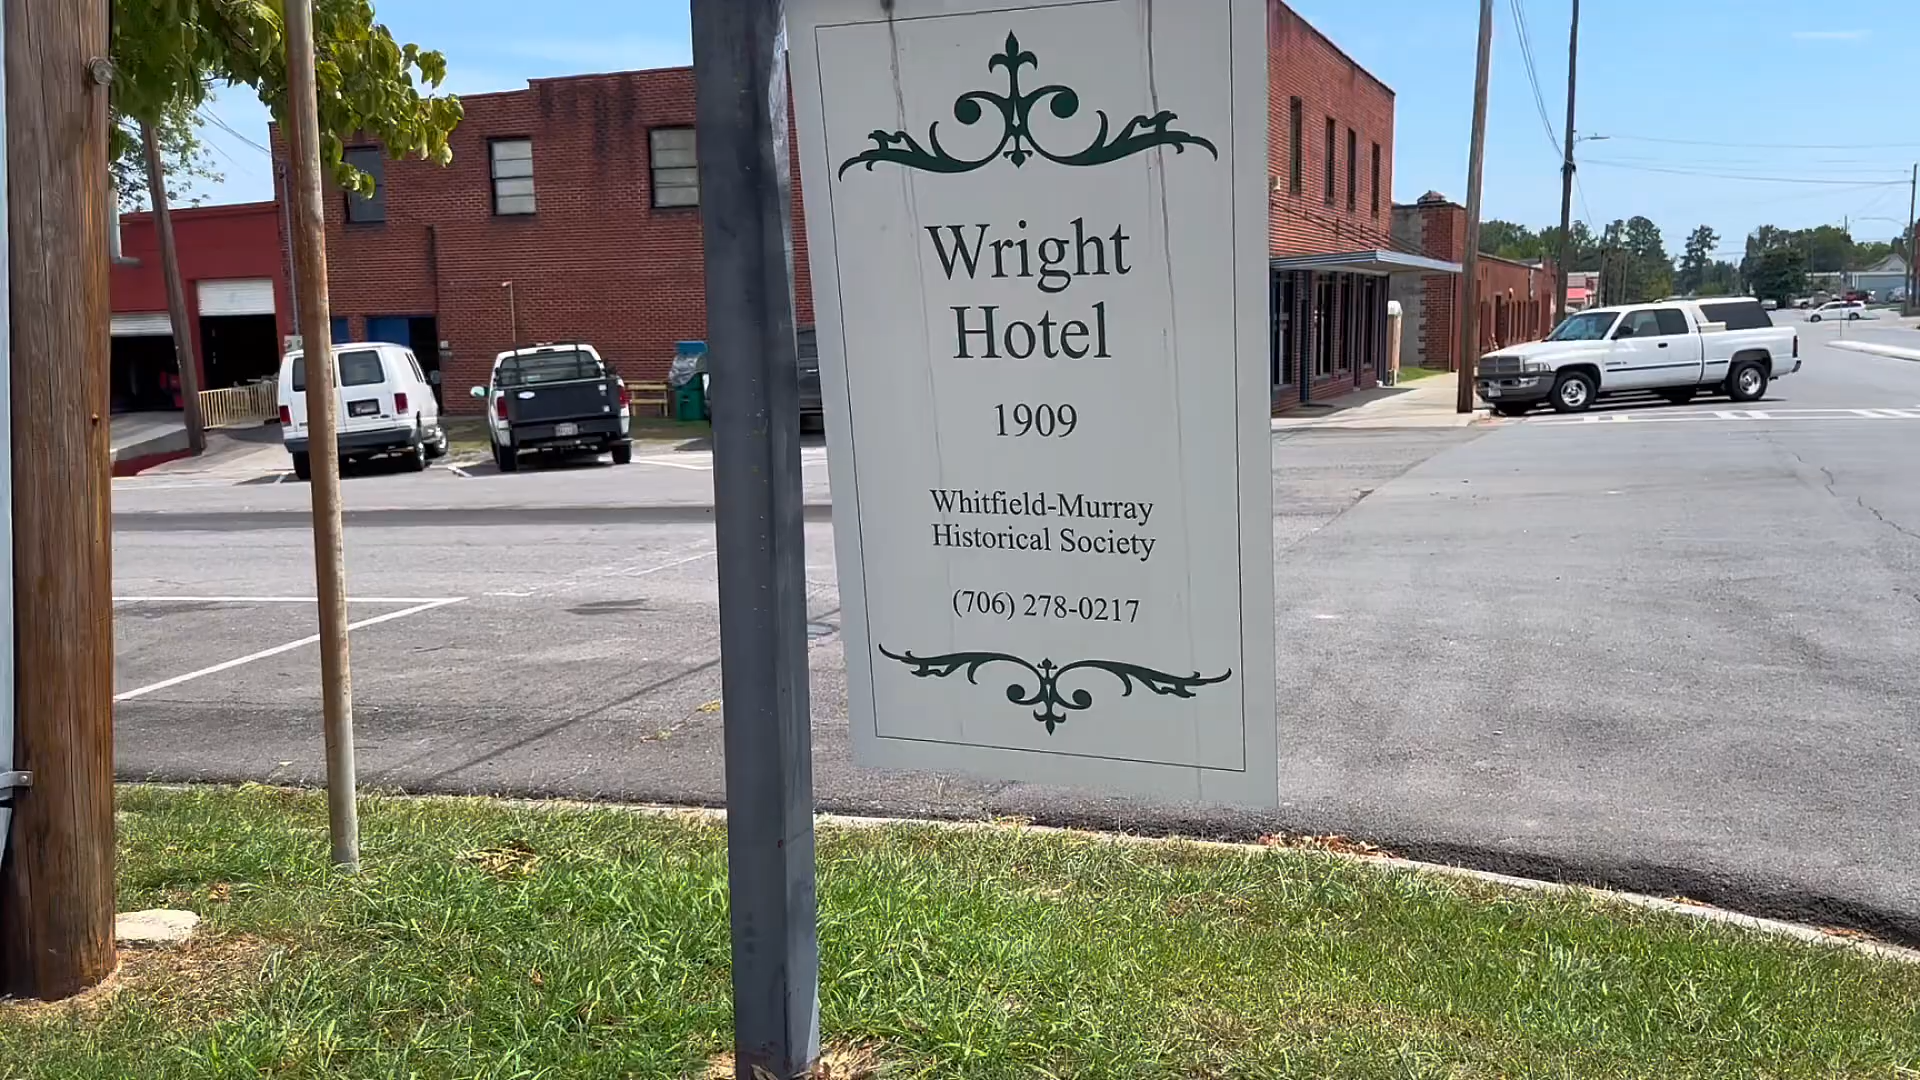 Wright
Hotel
1909
Whitfield-Murray
Historical Society
(706) 278-0217